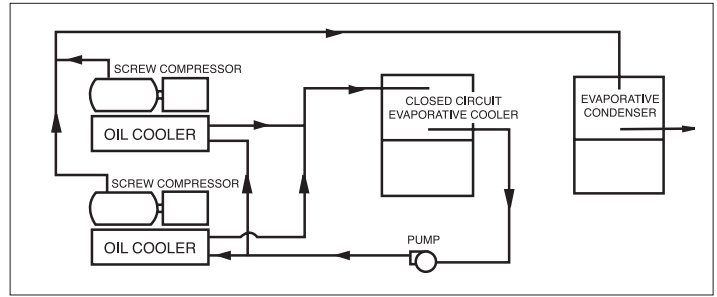 SCREW COMPRESSOR
OIL COOLER
SCREW COMPRESSOR
OIL COOLER
CLOSED CIRCUIT
EVAPORATIVE COOLER
PUMP
EVAPORATIVE
CONDENSER